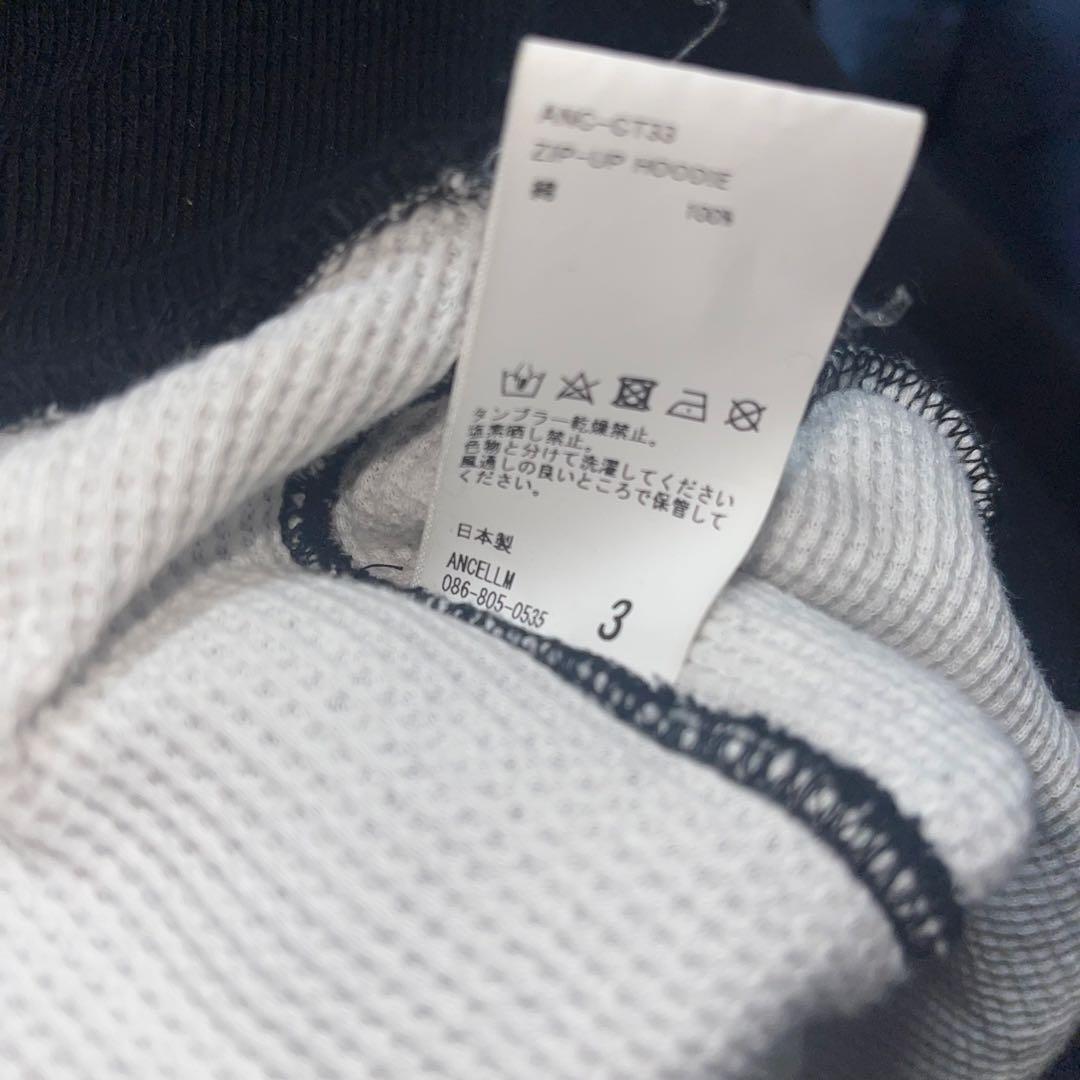 ANC-CT33
ZIP-UP HOODIE
綿 100%
タンブラー乾燥禁止。
塩素晒し禁止。
色物と分けて洗濯してください
風通しの良いところで保管して
ください。
日本製
ANCELLM
086-805-0535
3